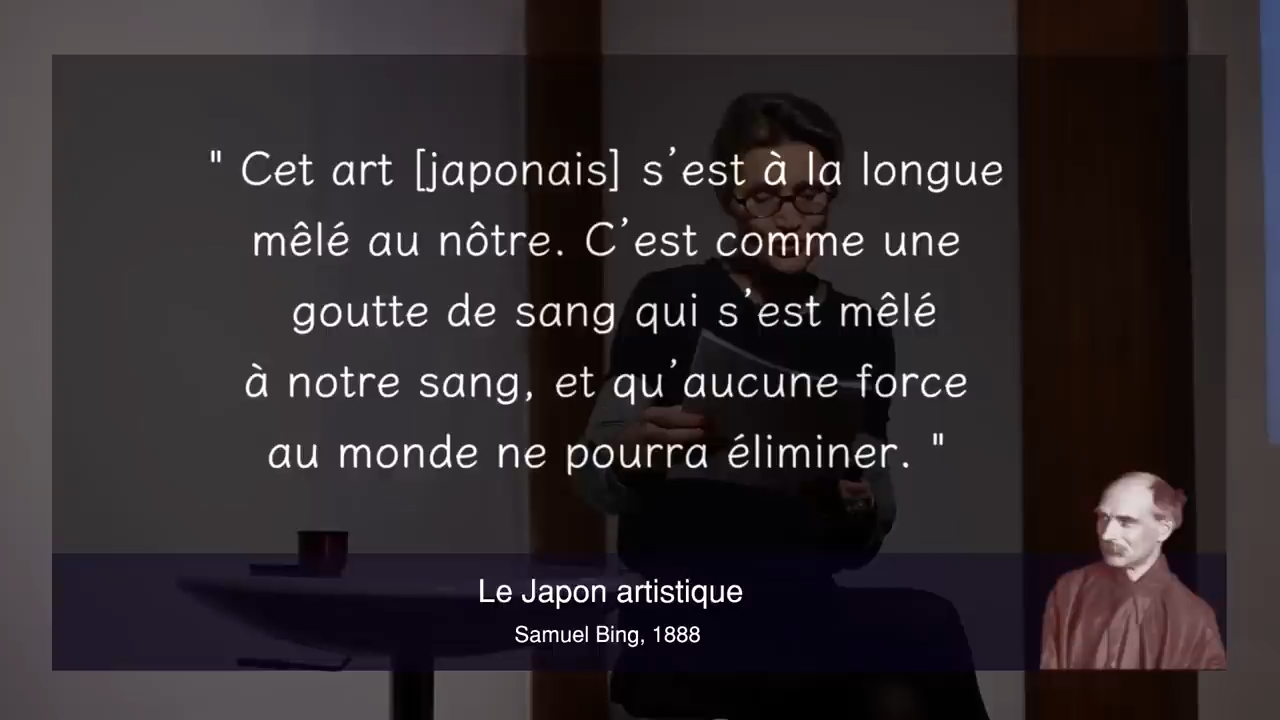 " Cet art [japonais] s’est à la longue
mêlé au nôtre. C’est comme une
goutte de sang qui s’est mêlé
à notre sang, et qu’aucune force
au monde ne pourra éliminer. "
Le Japon artistique
Samuel Bing, 1888